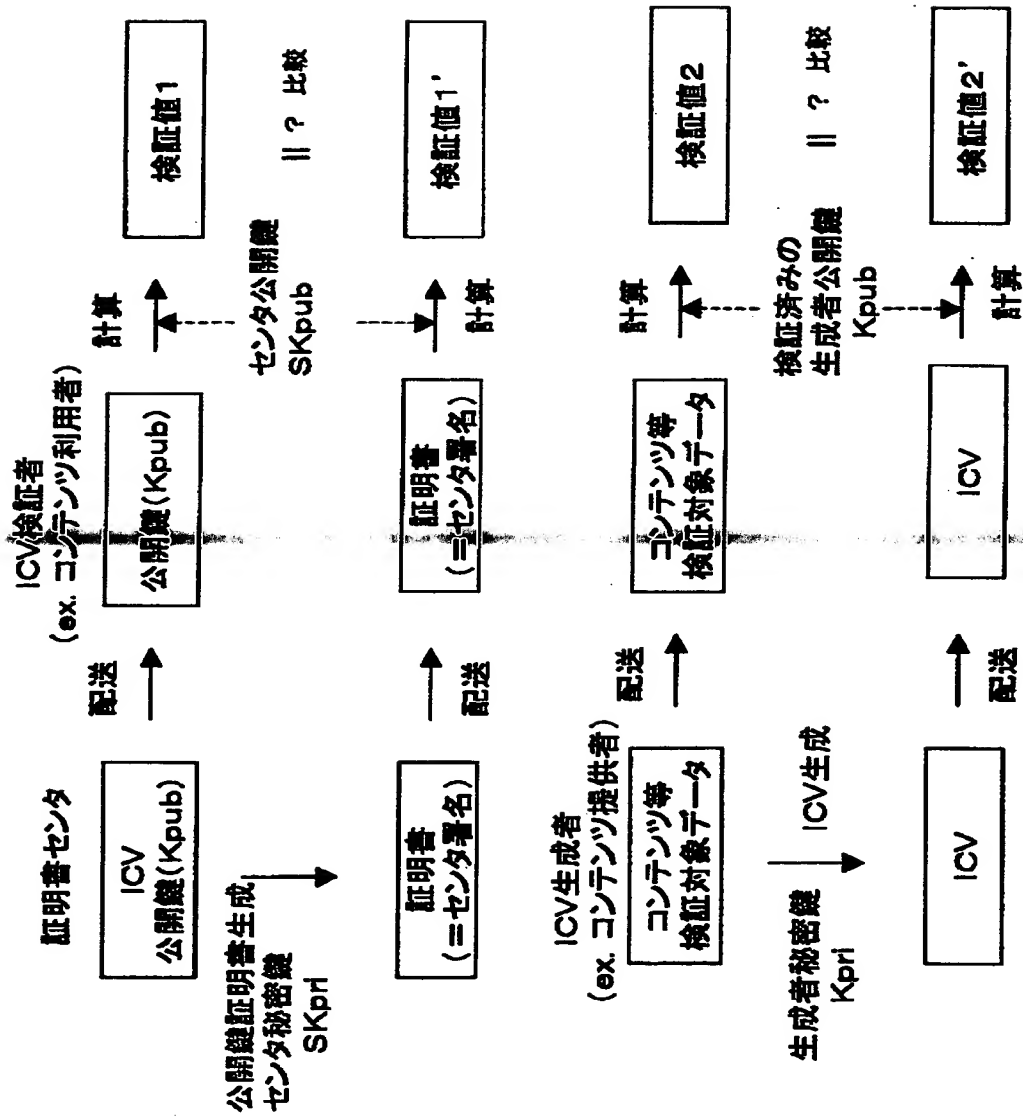 証明書センタ
ICV
公開鍵(Kpub)
公開鍵証明書生成
センタ秘密鍵
SKpri
証明書
(=センタ署名)
配送
配送
ICV検証者
(ex. コンテンツ利用者)
公開鍵(Kpub)
証明書
(=センタ署名)
計算
センタ公開鍵
SKpub
計算
検証値1
|| ? 比較
検証値1'
ICV生成者
(ex. コンテンツ提供者)
コンテンツ等
検証対象データ
生成者秘密鍵
Kpri
ICV生成
ICV
配送
配送
コンテンツ等
検証対象データ
ICV
計算
検証済みの
生成者公開鍵
Kpub
計算
検証値2
|| ? 比較
検証値2'